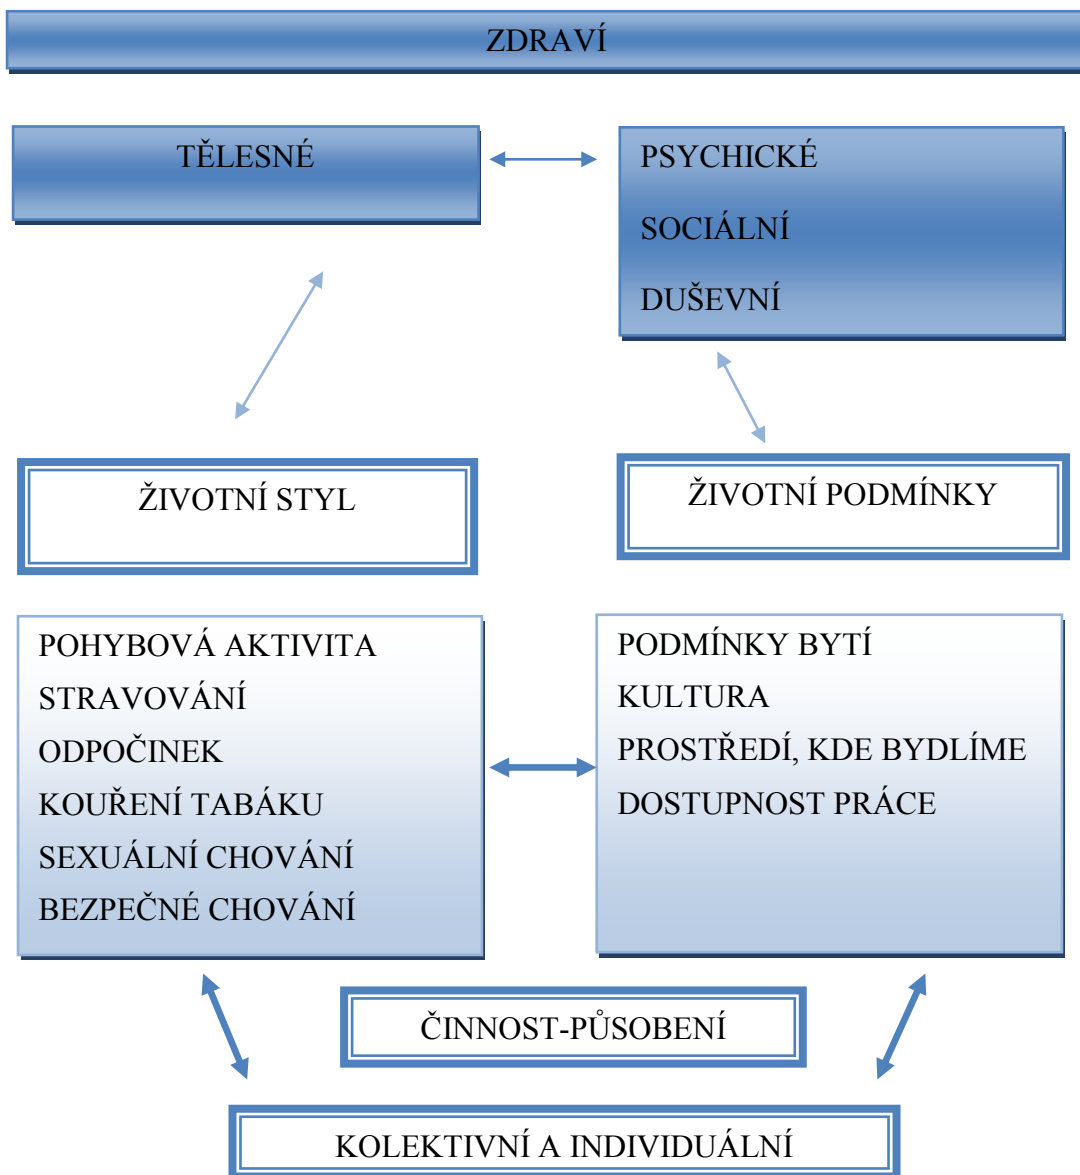 ZDRAVÍ
TĚLESNÉ
PSYCHICKÉ
SOCIÁLNÍ
DUŠEVNÍ
ŽIVOTNÍ STYL
ŽIVOTNÍ PODMÍNKY
POHYBOVÁ AKTIVITA
STRAVOVÁNÍ
ODPOČINEK
KOUŘENÍ TABÁKU
SEXUÁLNÍ CHOVÁNÍ
BEZPEČNÉ CHOVÁNÍ
PODMÍNKY BYTÍ
KULTURA
PROSTŘEDÍ, KDE BYDLÍME
DOSTUPNOST PRÁCE
ČINNOST-PŮSOBENÍ
KOLEKTIVNÍ A INDIVIDUÁLNÍ